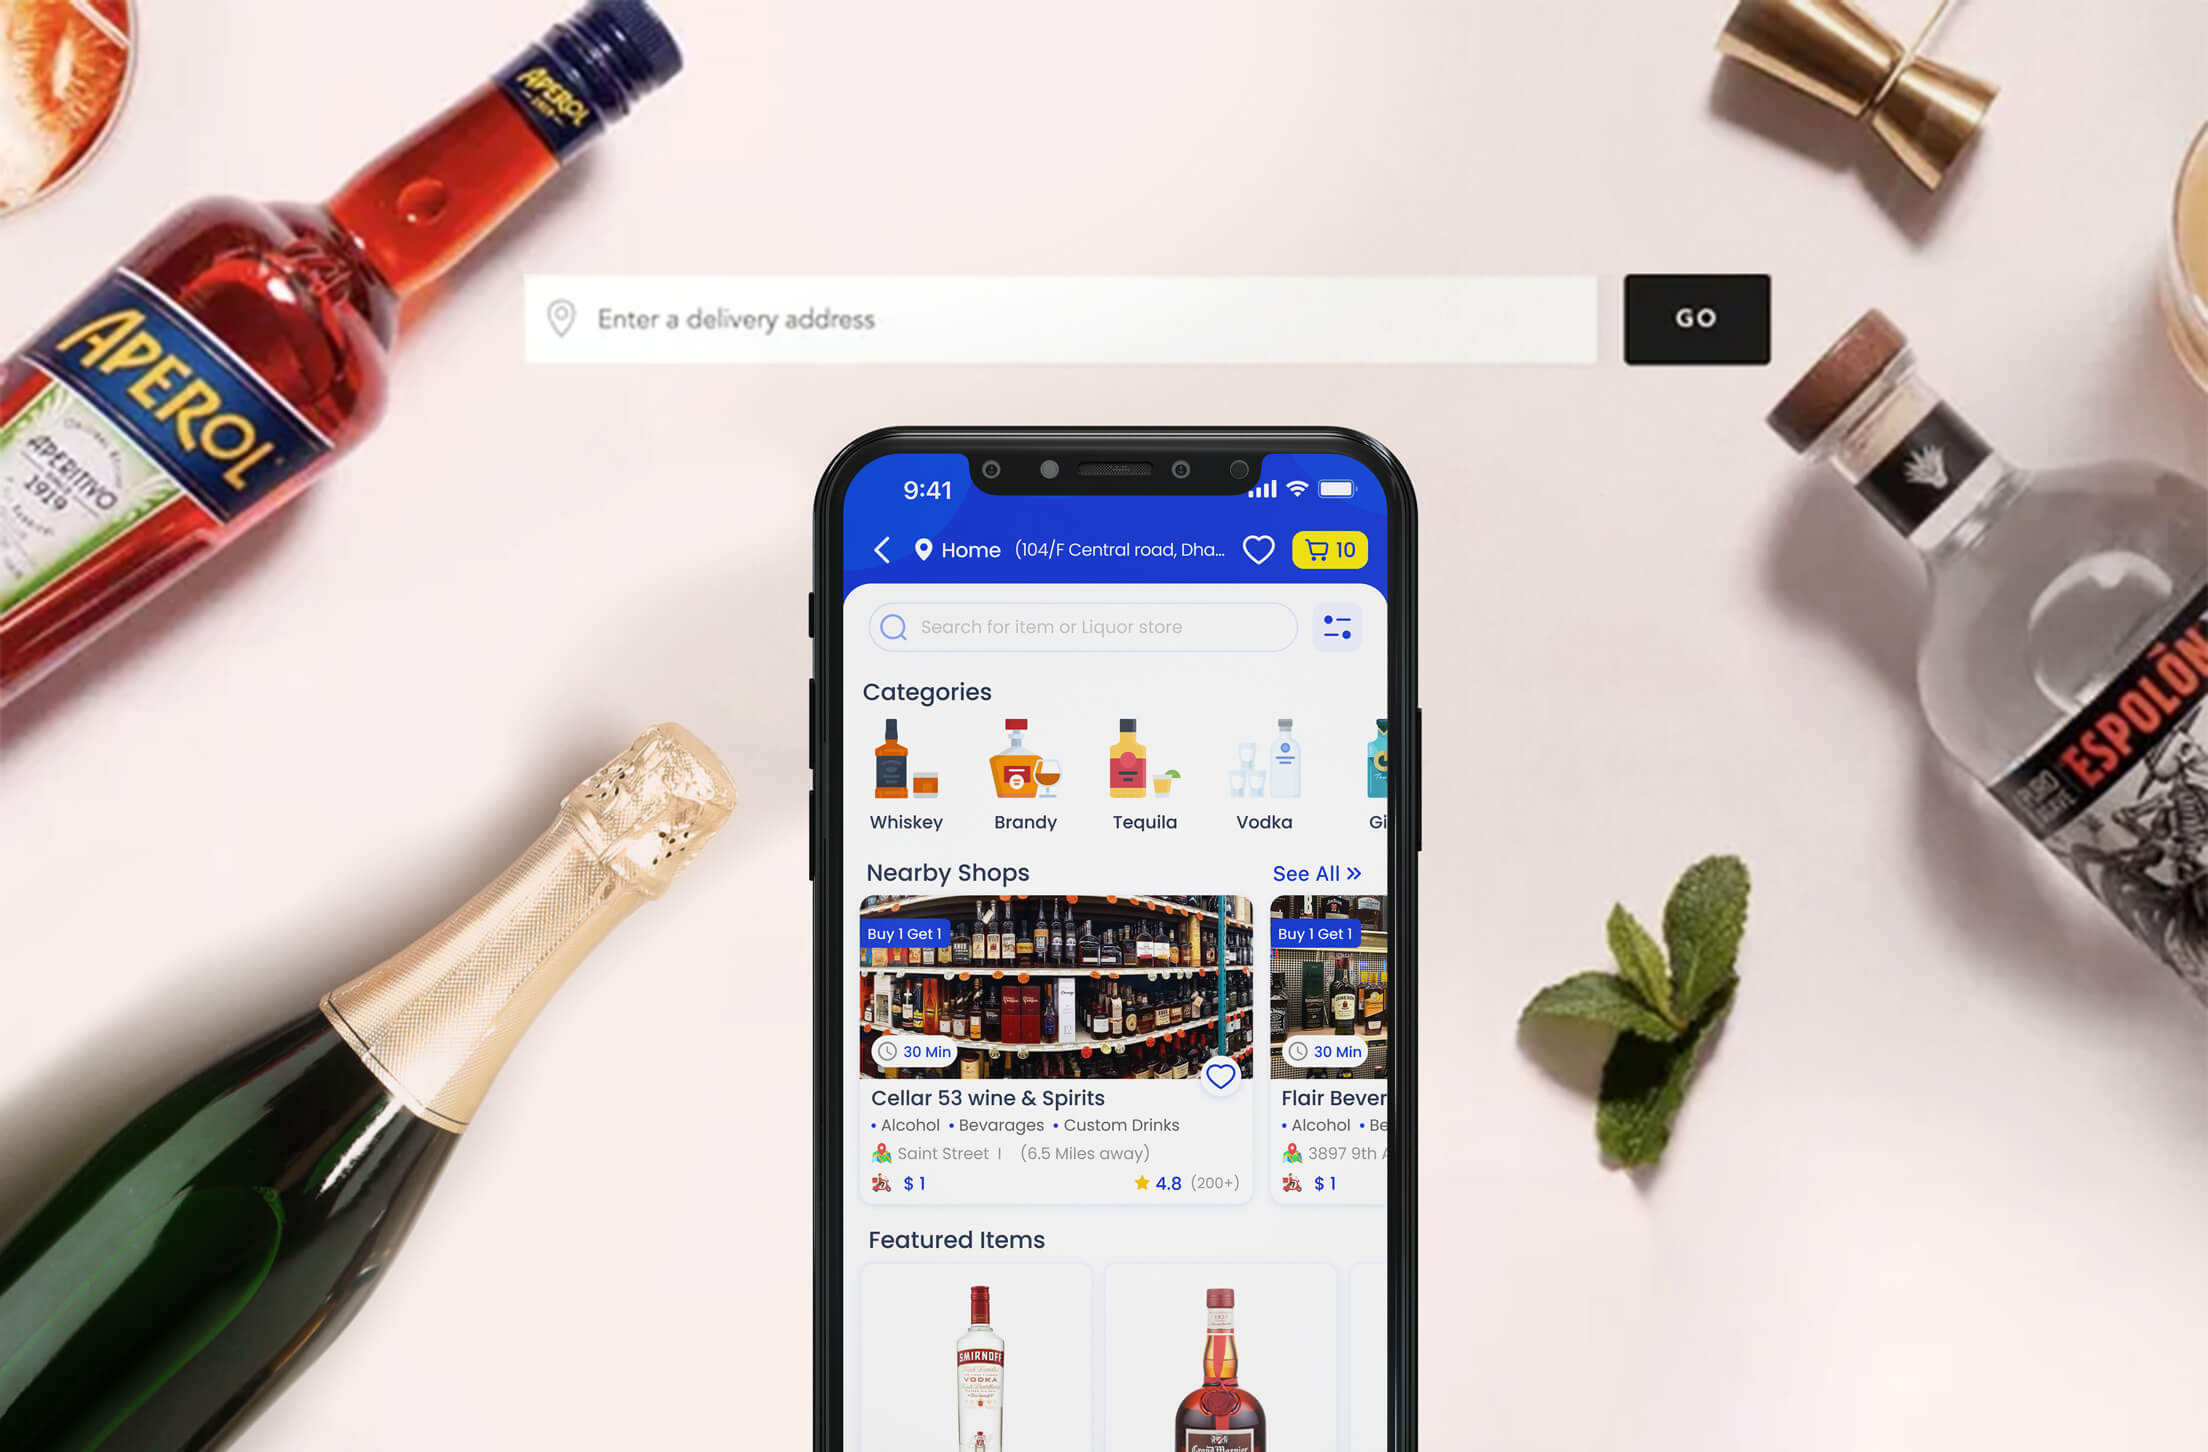 APEROL
APEROL
APERITIVO
1919
Enter a delivery address
GO
ESPOLÒN
9:41
Home (104/F Central road, Dha...
10
Search for item or Liquor store
Categories
Whiskey Brandy Tequila Vodka Gi
Nearby Shops See All »
Buy 1 Get 1 Buy 1 Get 1
30 Min 30 Min
Cellar 53 wine & Spirits Flair Bever
• Alcohol • Bevarages • Custom Drinks • Alcohol • Be
Saint Street | (6.5 Miles away) 3897 9th A
$ 1 4.8 (200+) $ 1
Featured Items
SMIRNOFF
VODKA
Grand Marnier